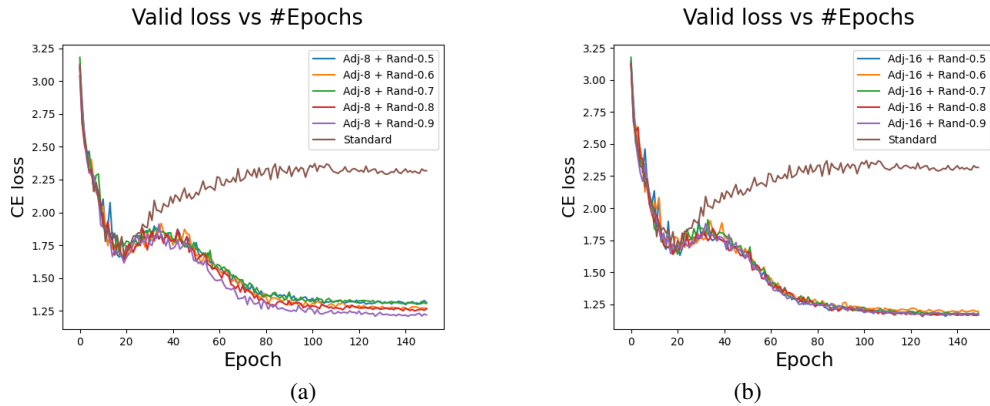 Valid loss vs #Epochs
3.25
3.00
2.75
2.50
2.25
2.00
1.75
1.50
1.25
CE loss
Adj-8 + Rand-0.5
Adj-8 + Rand-0.6
Adj-8 + Rand-0.7
Adj-8 + Rand-0.8
Adj-8 + Rand-0.9
Standard
0 20 40 60 80 100 120 140
Epoch
(a)
Valid loss vs #Epochs
3.25
3.00
2.75
2.50
2.25
2.00
1.75
1.50
1.25
CE loss
Adj-16 + Rand-0.5
Adj-16 + Rand-0.6
Adj-16 + Rand-0.7
Adj-16 + Rand-0.8
Adj-16 + Rand-0.9
Standard
0 20 40 60 80 100 120 140
Epoch
(b)